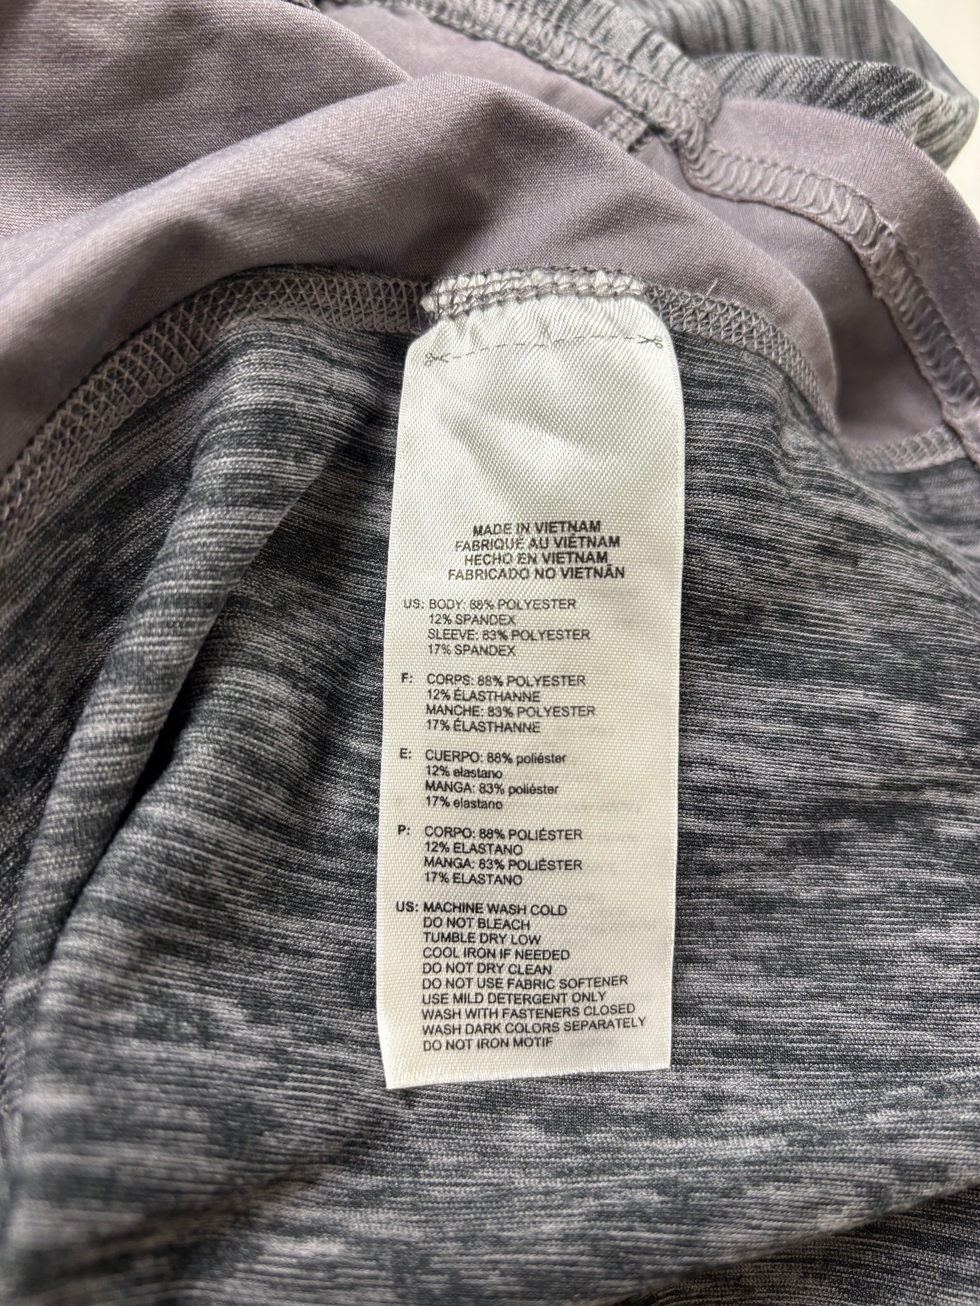 MADE IN VIETNAM
FABRIQUÉ AU VIÊTNAM
HECHO EN VIETNAM
FABRICADO NO VIETNÃN
US: BODY: 88% POLYESTER
12% SPANDEX
SLEEVE: 83% POLYESTER
17% SPANDEX
F: CORPS: 88% POLYESTER
12% ÉLASTHANNE
MANCHE: 83% POLYESTER
17% ÉLASTHANNE
E: CUERPO: 88% poliéster
12% elastano
MANGA: 83% poliéster
17% elastano
P: CORPO: 88% POLIÉSTER
12% ELASTANO
MANGA: 83% POLIÉSTER
17% ELASTANO
US: MACHINE WASH COLD
DO NOT BLEACH
TUMBLE DRY LOW
COOL IRON IF NEEDED
DO NOT DRY CLEAN
DO NOT USE FABRIC SOFTENER
USE MILD DETERGENT ONLY
WASH WITH FASTENERS CLOSED
WASH DARK COLORS SEPARATELY
DO NOT IRON MOTIF